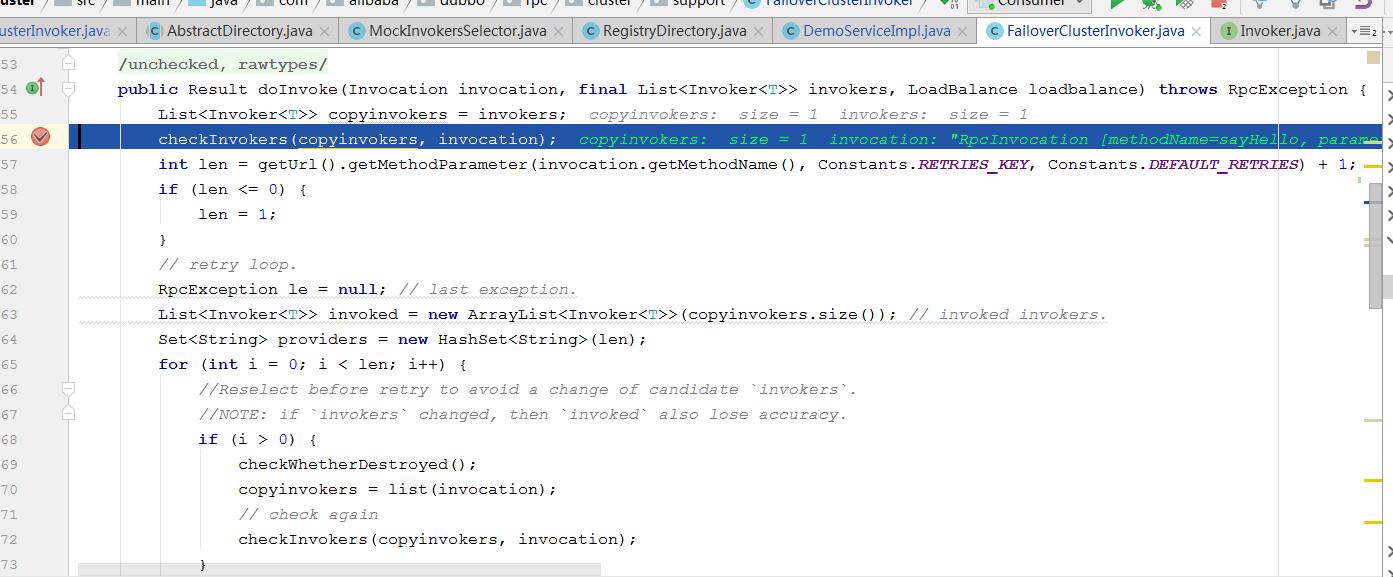 src main java com alibaba dubbo rpc cluster support FailoverClusterInvoker Consumer
usterInvoker.java AbstractDirectory.java MockInvokersSelector.java RegistryDirectory.java DemoServiceImpl.java FailoverClusterInvoker.java Invoker.java
53 /unchecked, rawtypes/
54 public Result doInvoke(Invocation invocation, final List<Invoker<T>> invokers, LoadBalance loadbalance) throws RpcException {
55 List<Invoker<T>> copyinvokers = invokers; copyinvokers: size = 1 invokers: size = 1
56 checkInvokers(copyinvokers, invocation); copyinvokers: size = 1 invocation: "RpcInvocation [methodName=sayHello, parame
57 int len = getUrl().getMethodParameter(invocation.getMethodName(), Constants.RETRIES_KEY, Constants.DEFAULT_RETRIES) + 1;
58 if (len <= 0) {
59 len = 1;
60 }
61 // retry loop.
62 RpcException le = null; // last exception.
63 List<Invoker<T>> invoked = new ArrayList<Invoker<T>>(copyinvokers.size()); // invoked invokers.
64 Set<String> providers = new HashSet<String>(len);
65 for (int i = 0; i < len; i++) {
66 //Reselect before retry to avoid a change of candidate `invokers`.
67 //NOTE: if `invokers` changed, then `invoked` also lose accuracy.
68 if (i > 0) {
69 checkWhetherDestroyed();
70 copyinvokers = list(invocation);
71 // check again
72 checkInvokers(copyinvokers, invocation);
73 }